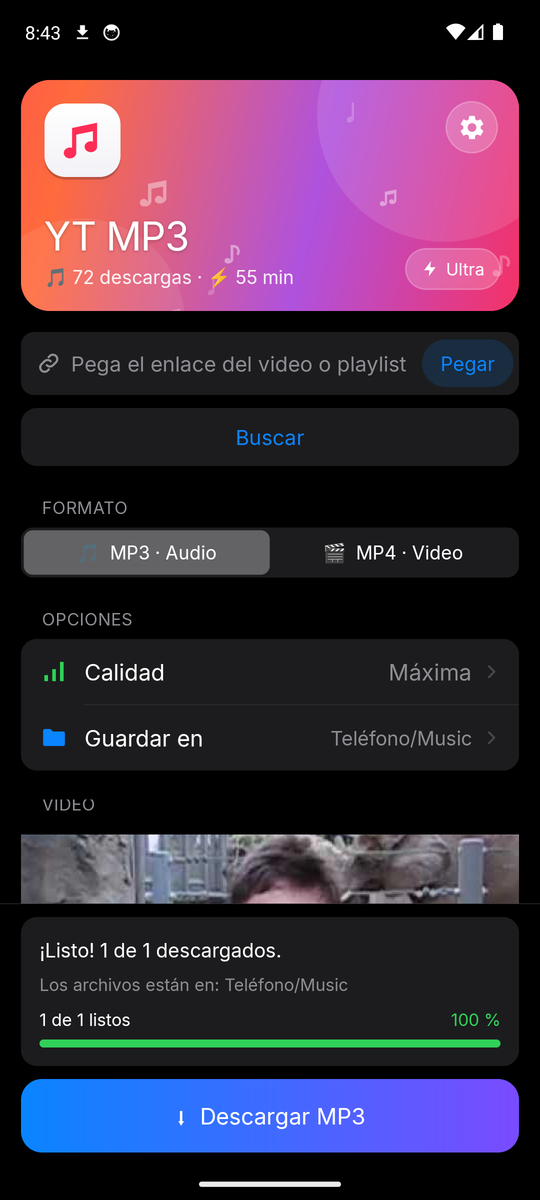 8:43
YT MP3
🎵 72 descargas · ⚡ 55 min
Ultra
Pega el enlace del video o playlist
Pegar
Buscar
FORMATO
🎵 MP3 · Audio
🎬 MP4 · Video
OPCIONES
Calidad
Máxima
Guardar en
Teléfono/Music
VIDEO
¡Listo! 1 de 1 descargados.
Los archivos están en: Teléfono/Music
1 de 1 listos
100 %
⭣ Descargar MP3